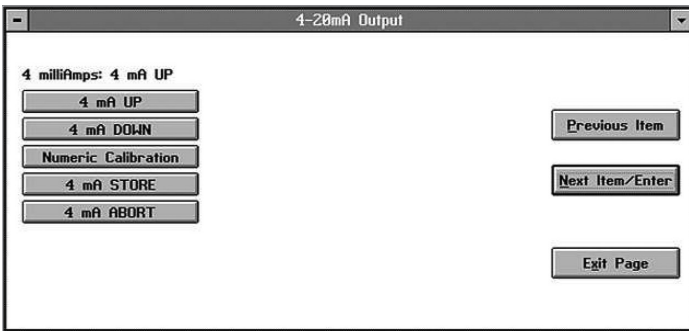 4-20mA Output
4 milliAmps: 4 mA UP
4 mA UP
4 mA DOWN
Numeric Calibration
4 mA STORE
4 mA ABORT
Previous Item
Next Item/Enter
Exit Page